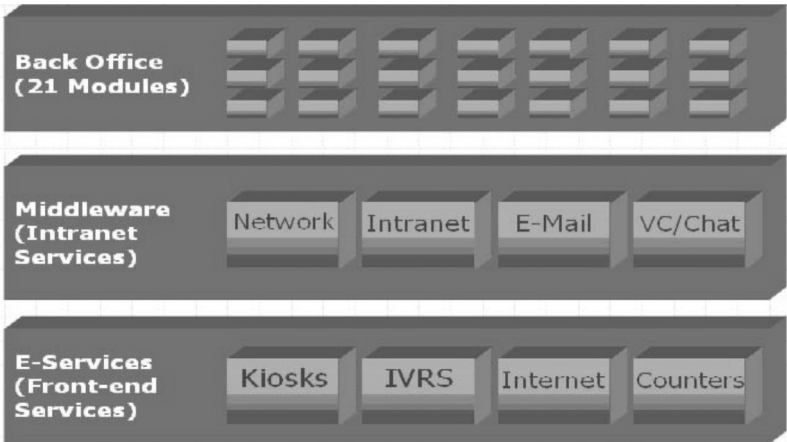 Back Office
(21 Modules)
Middleware
(Intranet
Services)
Network
Intranet
E-Mail
VC/Chat
E-Services
(Front-end
Services)
Kiosks
IVRS
Internet
Counters